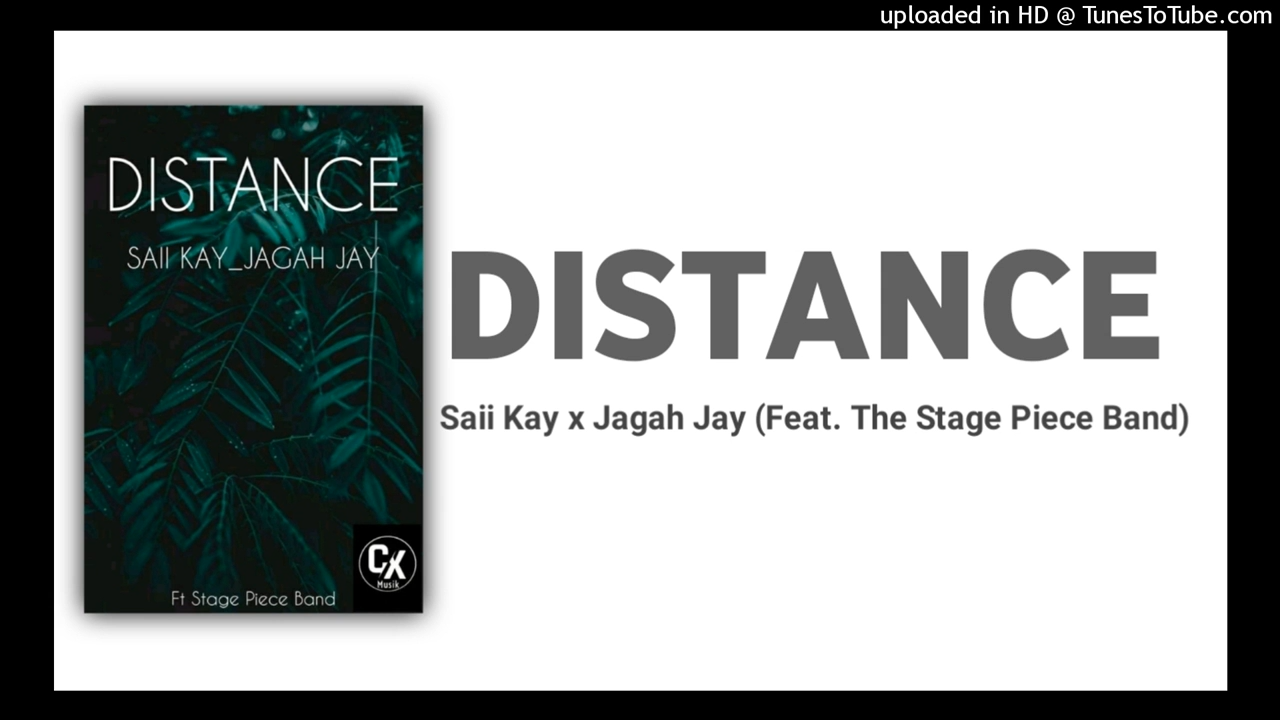 uploaded in HD @ TunesToTube.com
DISTANCE
SAII KAY_JAGAH JAY
CX
Musik
Ft Stage Piece Band
DISTANCE
Saii Kay x Jagah Jay (Feat. The Stage Piece Band)